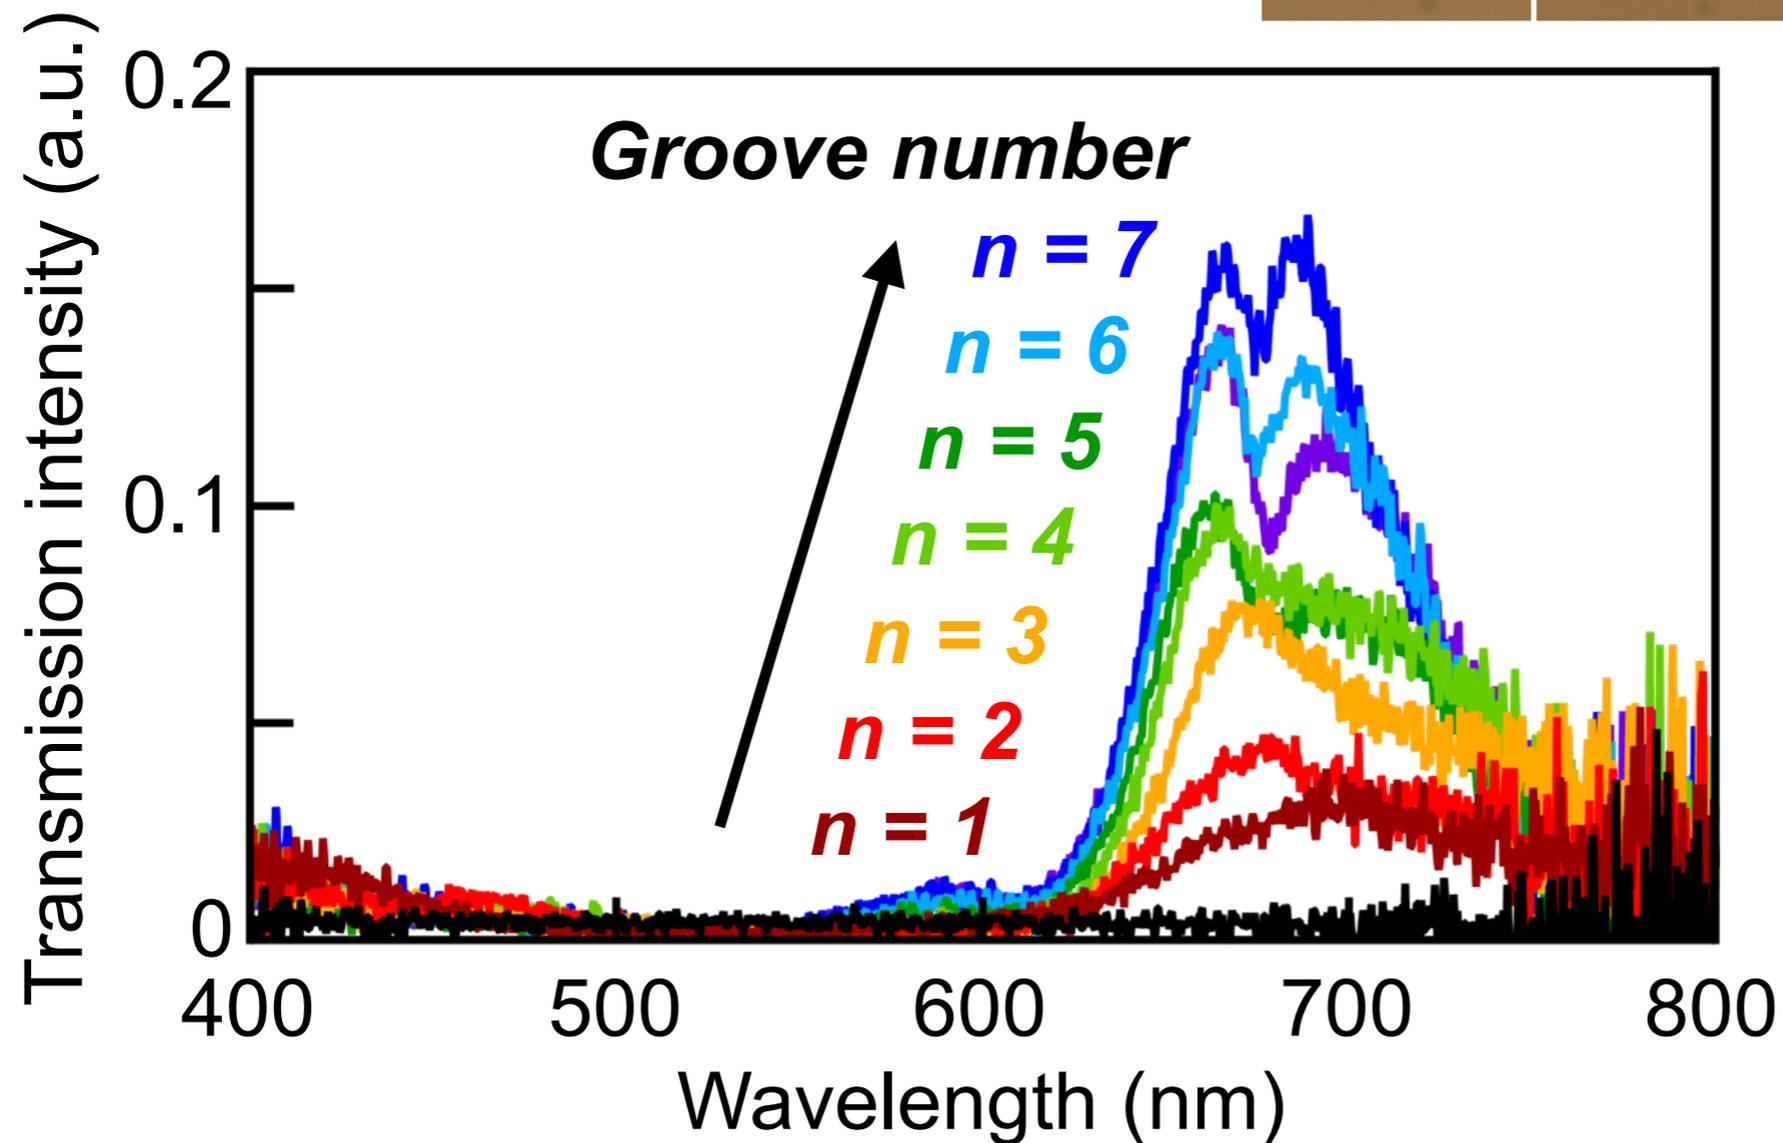 Transmission intensity (a.u.)
0.2
0.1
0
Groove number
n = 7
n = 6
n = 5
n = 4
n = 3
n = 2
n = 1
400 500 600 700 800
Wavelength (nm)